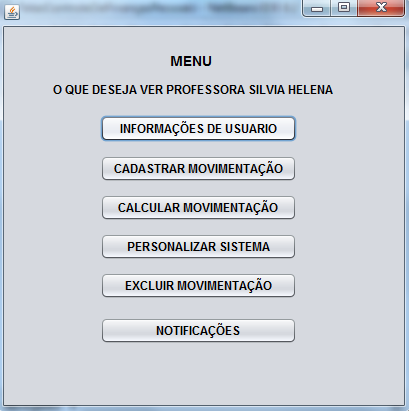 MENU
O QUE DESEJA VER PROFESSORA SILVIA HELENA
INFORMAÇÕES DE USUARIO
CADASTRAR MOVIMENTAÇÃO
CALCULAR MOVIMENTAÇÃO
PERSONALIZAR SISTEMA
EXCLUIR MOVIMENTAÇÃO
NOTIFICAÇÕES